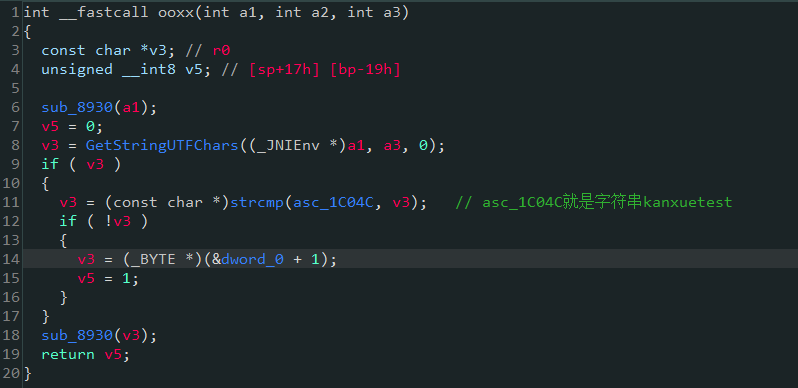 1 int __fastcall ooxx(int a1, int a2, int a3)
2 {
3   const char *v3; // r0
4   unsigned __int8 v5; // [sp+17h] [bp-19h]
5
6   sub_8930(a1);
7   v5 = 0;
8   v3 = GetStringUTFChars((_JNIEnv *)a1, a3, 0);
9   if ( v3 )
10   {
11     v3 = (const char *)strcmp(asc_1C04C, v3);   // asc_1C04C就是字符串kanxuetest
12     if ( !v3 )
13     {
14       v3 = (_BYTE *)(&dword_0 + 1);
15       v5 = 1;
16     }
17   }
18   sub_8930(v3);
19   return v5;
20 }